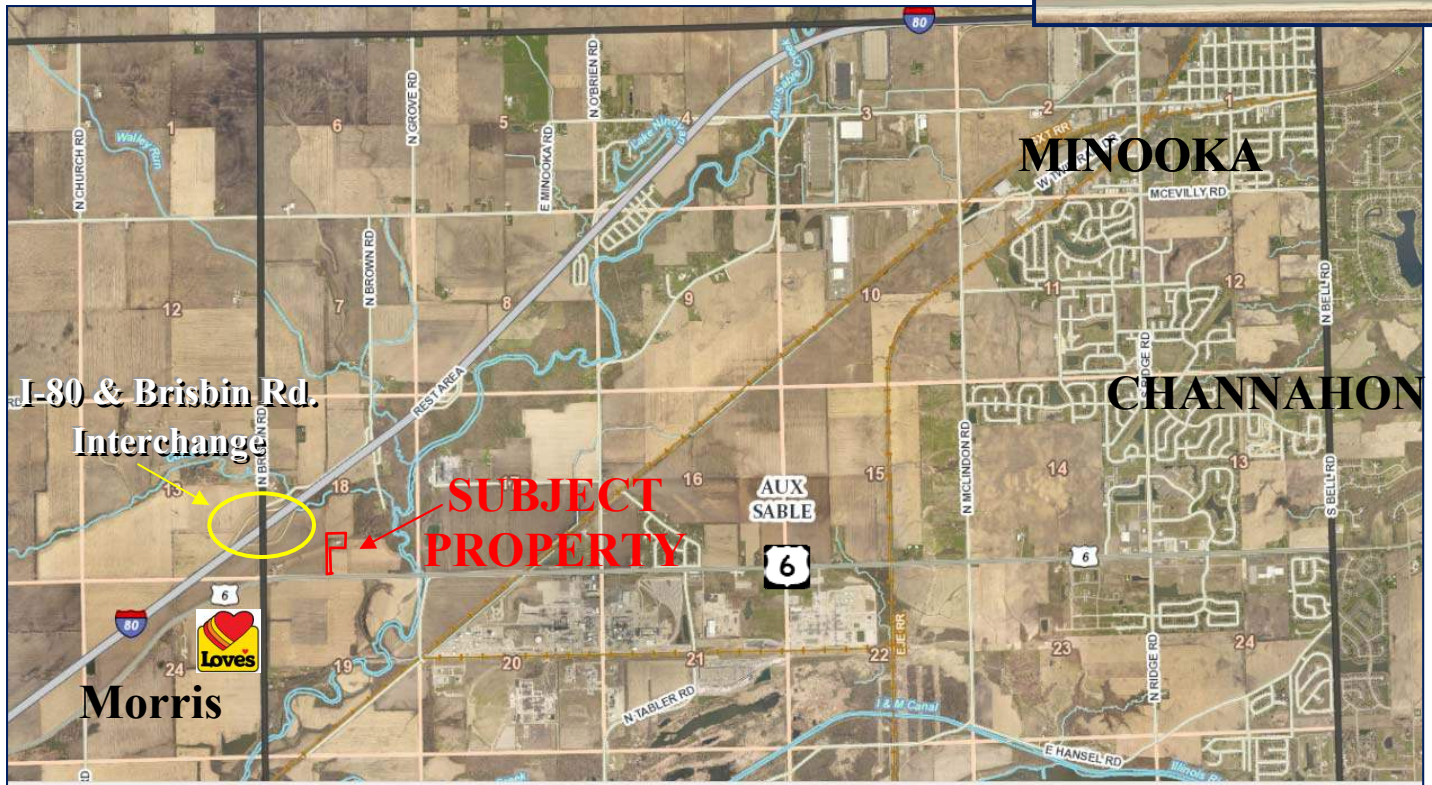 80
N CHURCH RD
1
Walley Run
6
N GROVE RD
5
N O'BRIEN RD
E MINOOKA RD
4
Aux Sable Creek
3
2
1
MINOOKA
MCEVILLY RD
12
7
N BROWN RD
8
9
10
11
12
N BELL RD
I-80 & Brisbin Rd.
Interchange
REST AREA
S RIDGE RD
CHANNAHON
RD
13
18
SUBJECT
PROPERTY
16
AUX
SABLE
15
N MCLINDON RD
14
13
S BELL RD
6
6
6
80
Love's
24
Morris
19
20
21
22
EJE RR
23
24
N RIDGE RD
N TABLER RD
I & M Canal
E HANSEL RD
RD
Creek